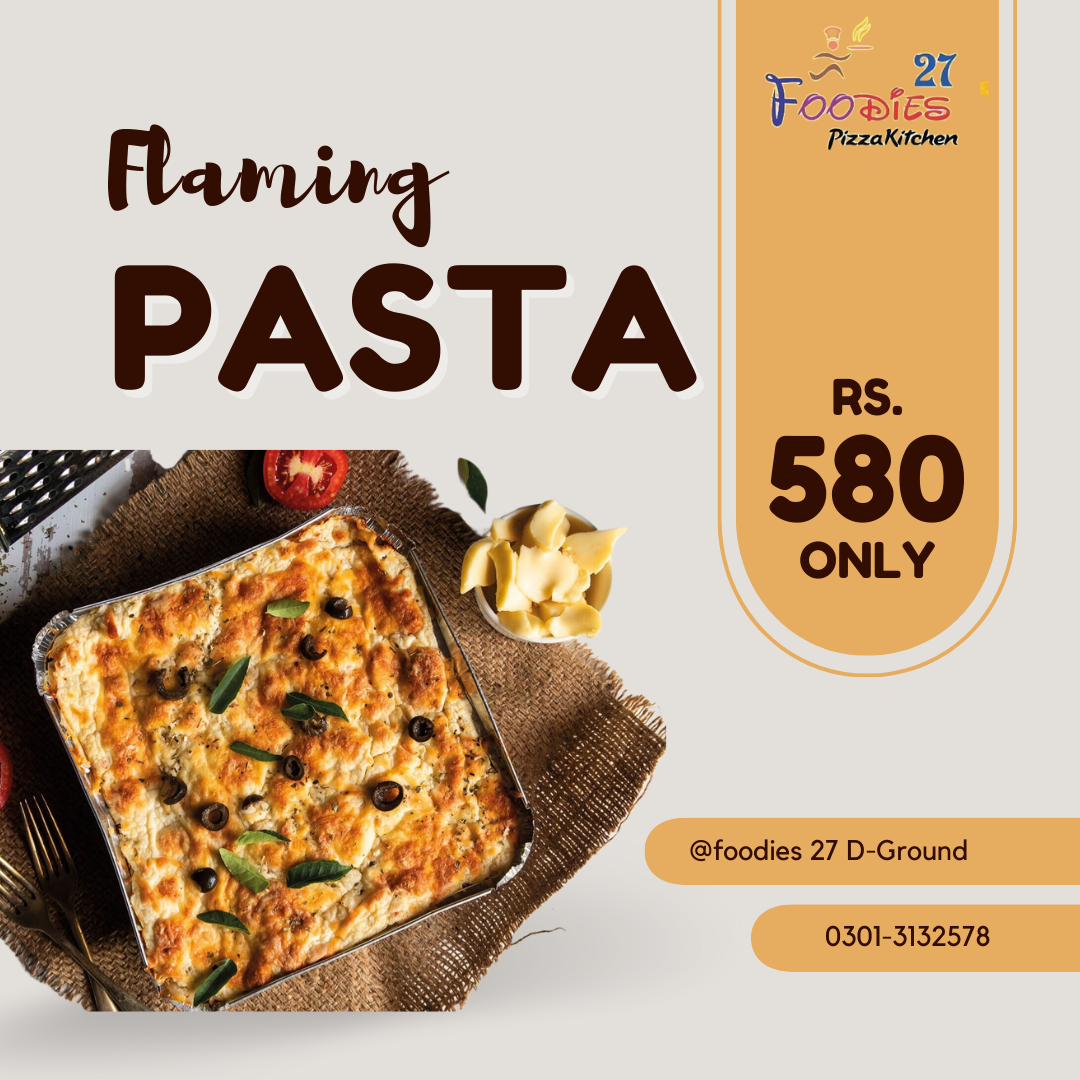 27
FOODIES
PizzaKitchen
Flaming
PASTA
RS.
580
ONLY
@foodies 27 D-Ground
0301-3132578